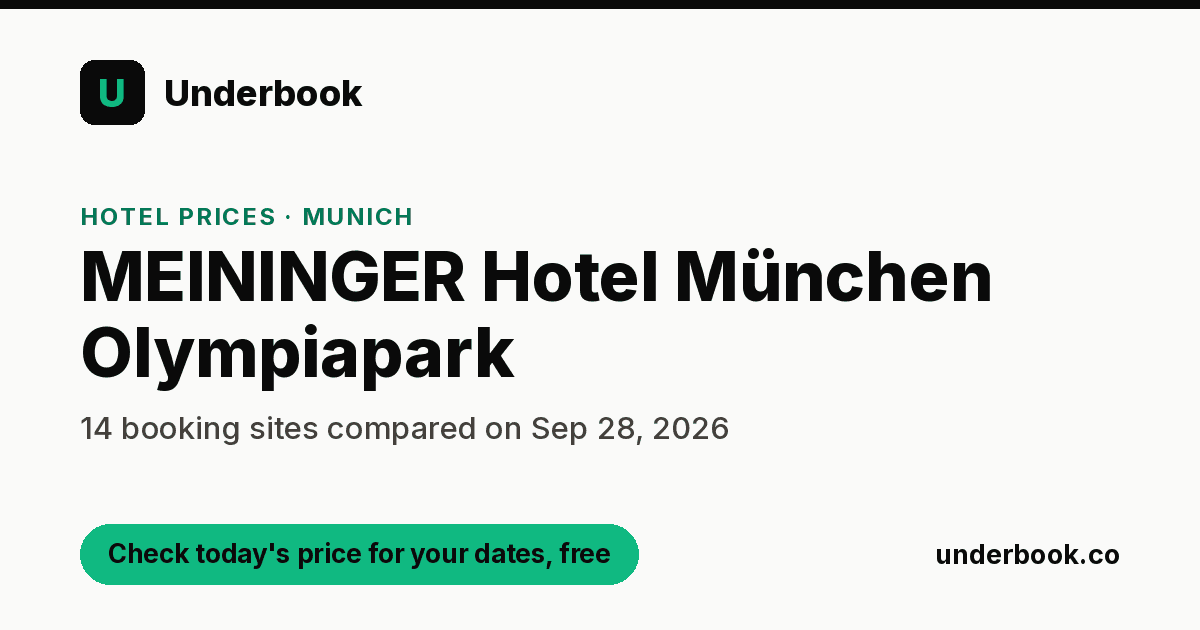 U
Underbook
HOTEL PRICES · MUNICH
MEININGER Hotel München
Olympiapark
14 booking sites compared on Sep 28, 2026
Check today's price for your dates, free
underbook.co